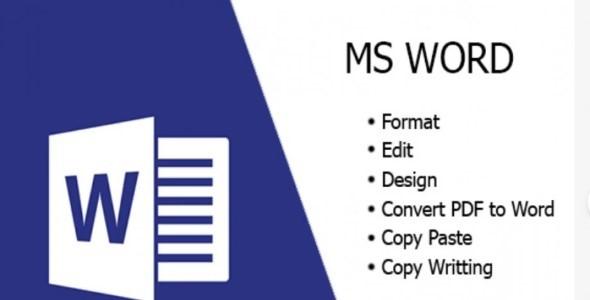 MS WORD
• Format
• Edit
• Design
• Convert PDF to Word
• Copy Paste
• Copy Writting
W